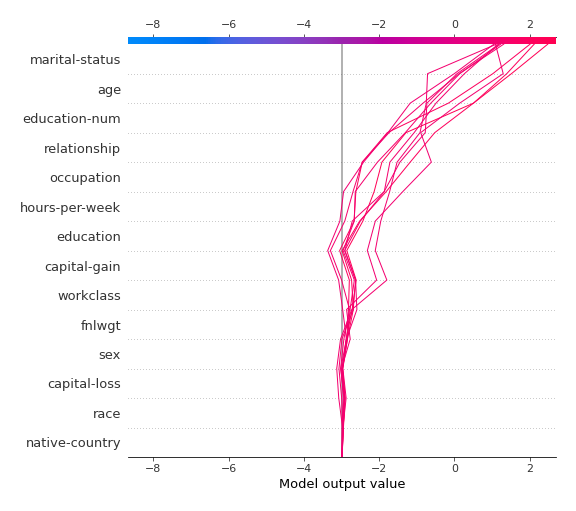 −8 −6 −4 −2 0 2
marital-status
age
education-num
relationship
occupation
hours-per-week
education
capital-gain
workclass
fnlwgt
sex
capital-loss
race
native-country
−8 −6 −4 −2 0 2
Model output value